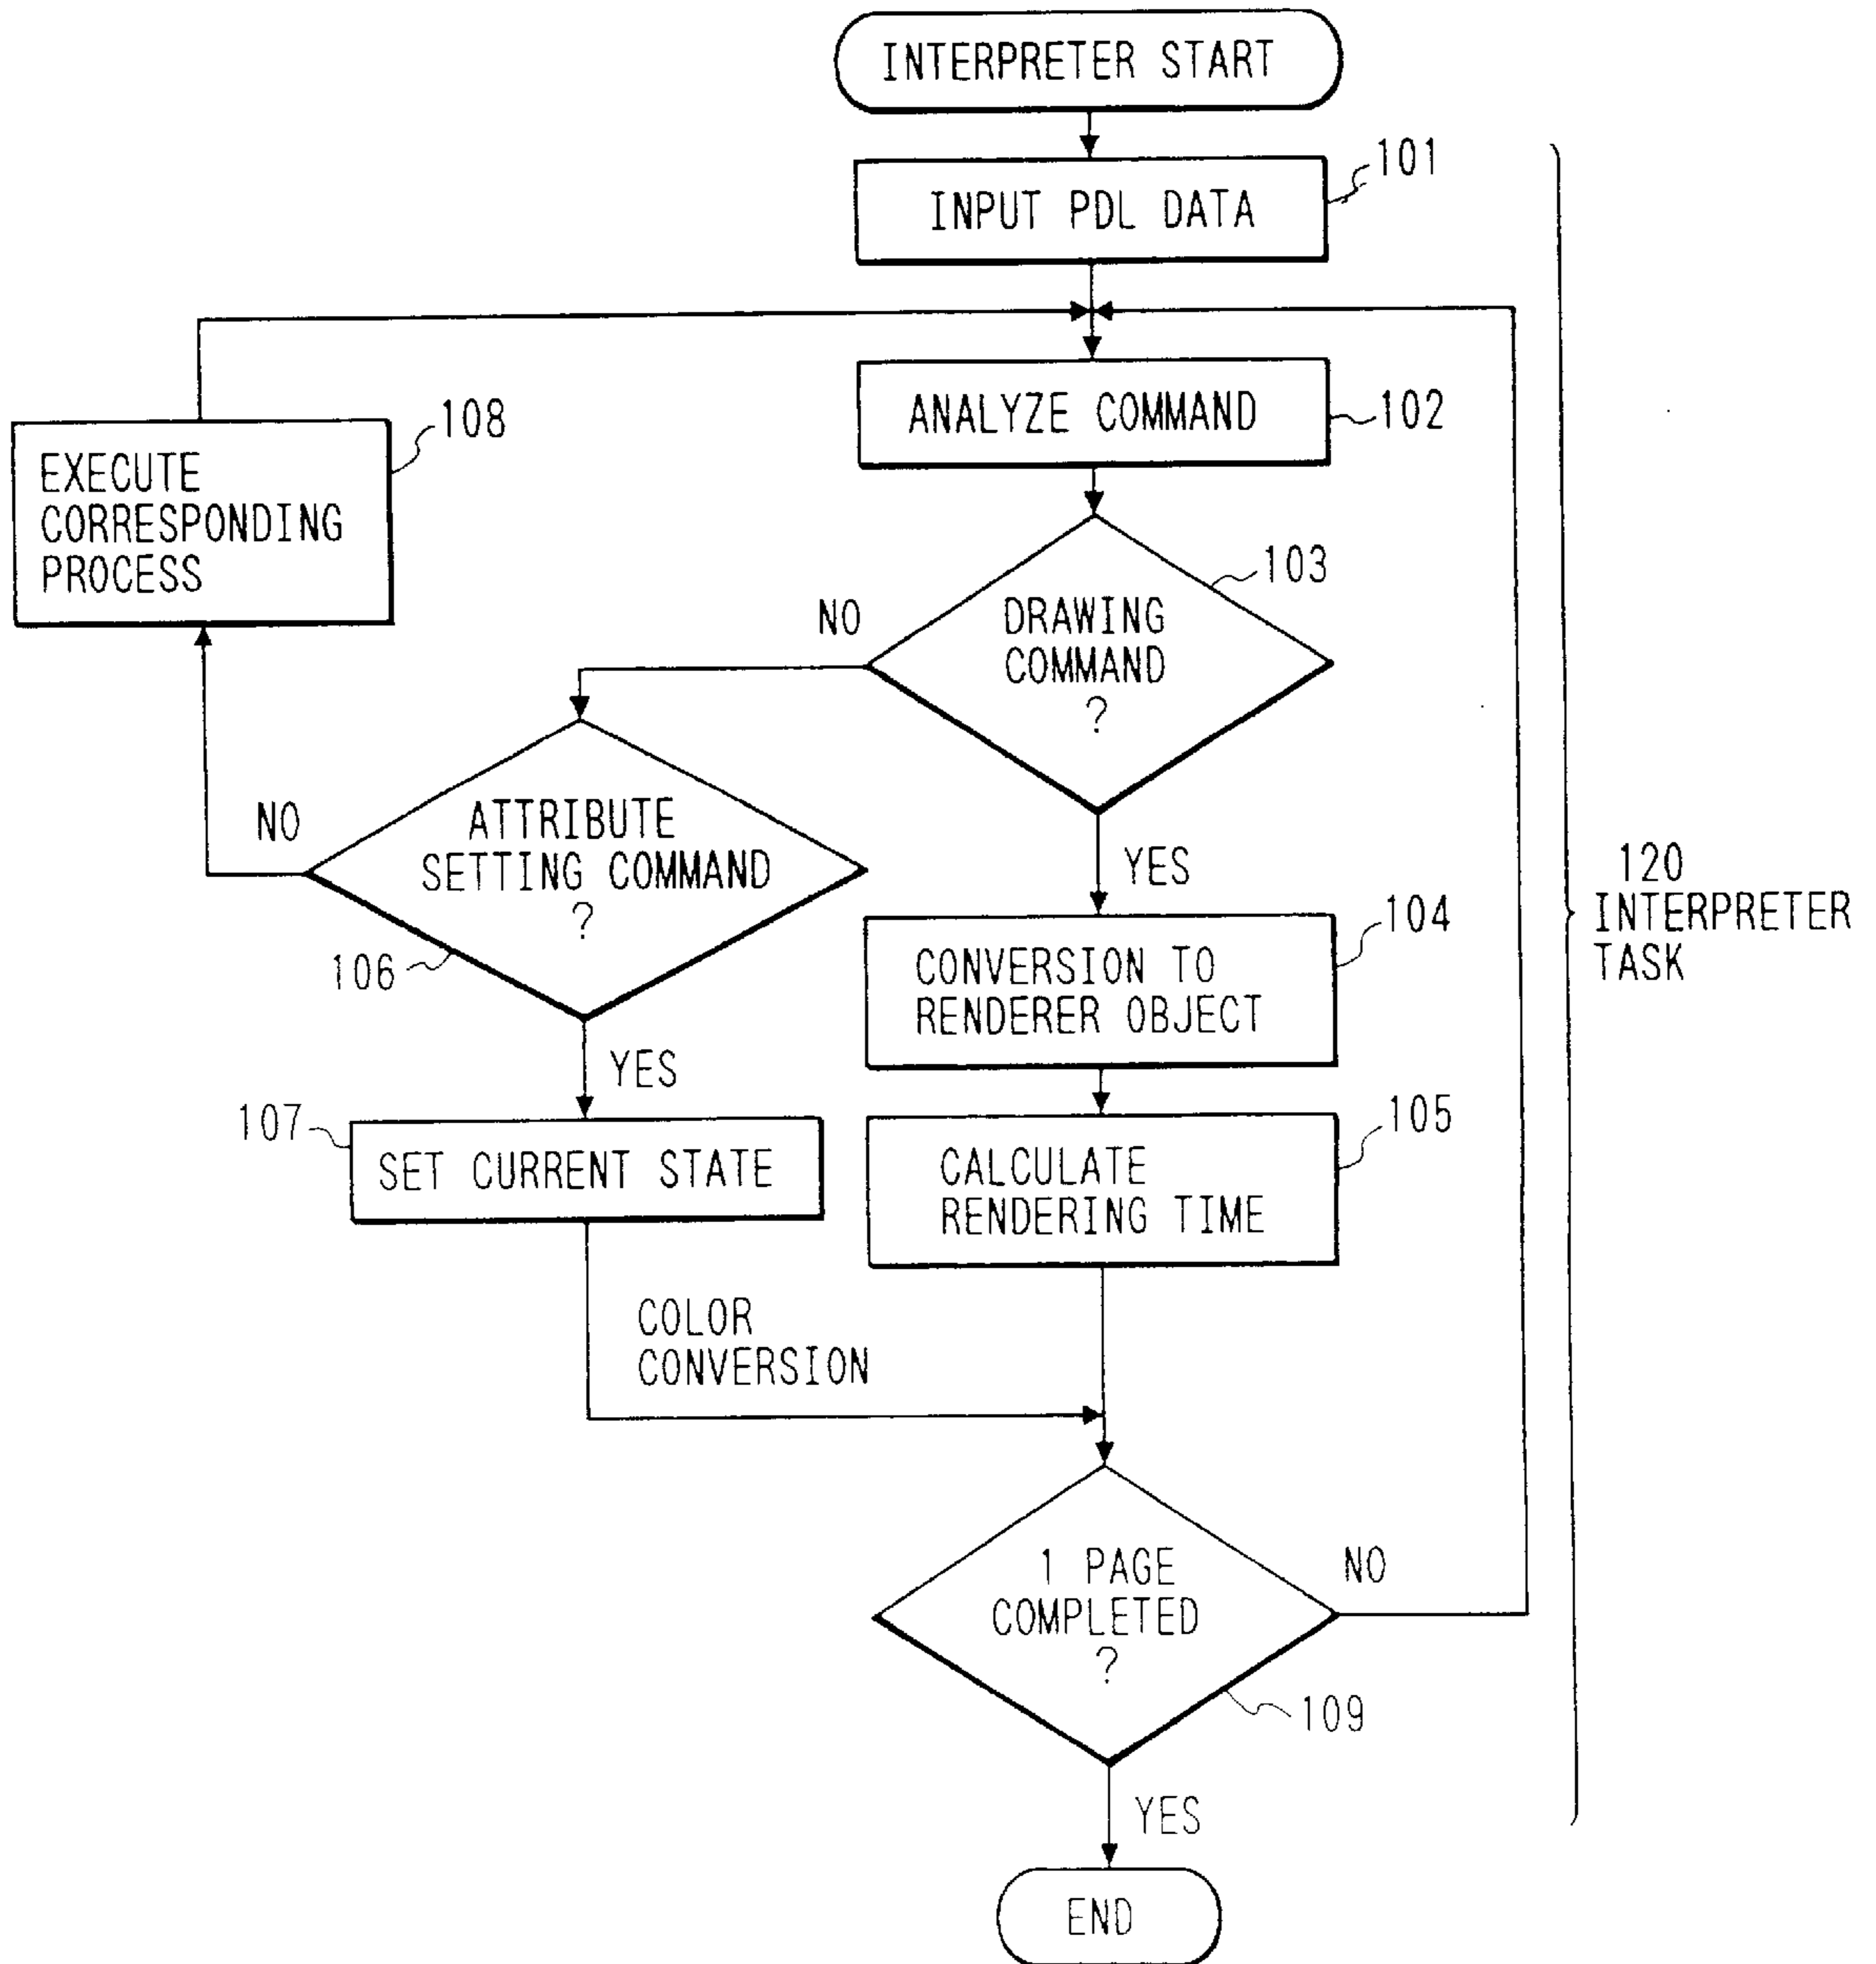 INTERPRETER START
101
INPUT PDL DATA
ANALYZE COMMAND
102
108
EXECUTE
CORRESPONDING
PROCESS
103
NO
DRAWING
COMMAND
?
NO
ATTRIBUTE
SETTING COMMAND
?
106
YES
120
INTERPRETER
TASK
104
CONVERSION TO
RENDERER OBJECT
YES
107
SET CURRENT STATE
105
CALCULATE
RENDERING TIME
COLOR
CONVERSION
1 PAGE
COMPLETED
?
NO
109
YES
END